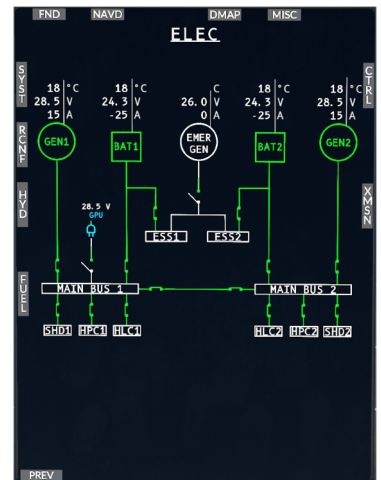 FND NAVD DMAP MISC
ELEC
SYST
CTRL
18 °C 18 °C C 18 °C 18 °C
28.5 V 24.3 V 26.0 V 24.3 V 28.5 V
15 A -25 A 0 A -25 A 15 A
RCNF
GEN1 BAT1 EMER GEN BAT2 GEN2
HYD
XMSN
28.5 V
GPU
ESS1 ESS2
FUEL
MAIN BUS 1 MAIN BUS 2
SHD1 HPC1 HLC1 HLC2 HPC2 SHD2
PREV